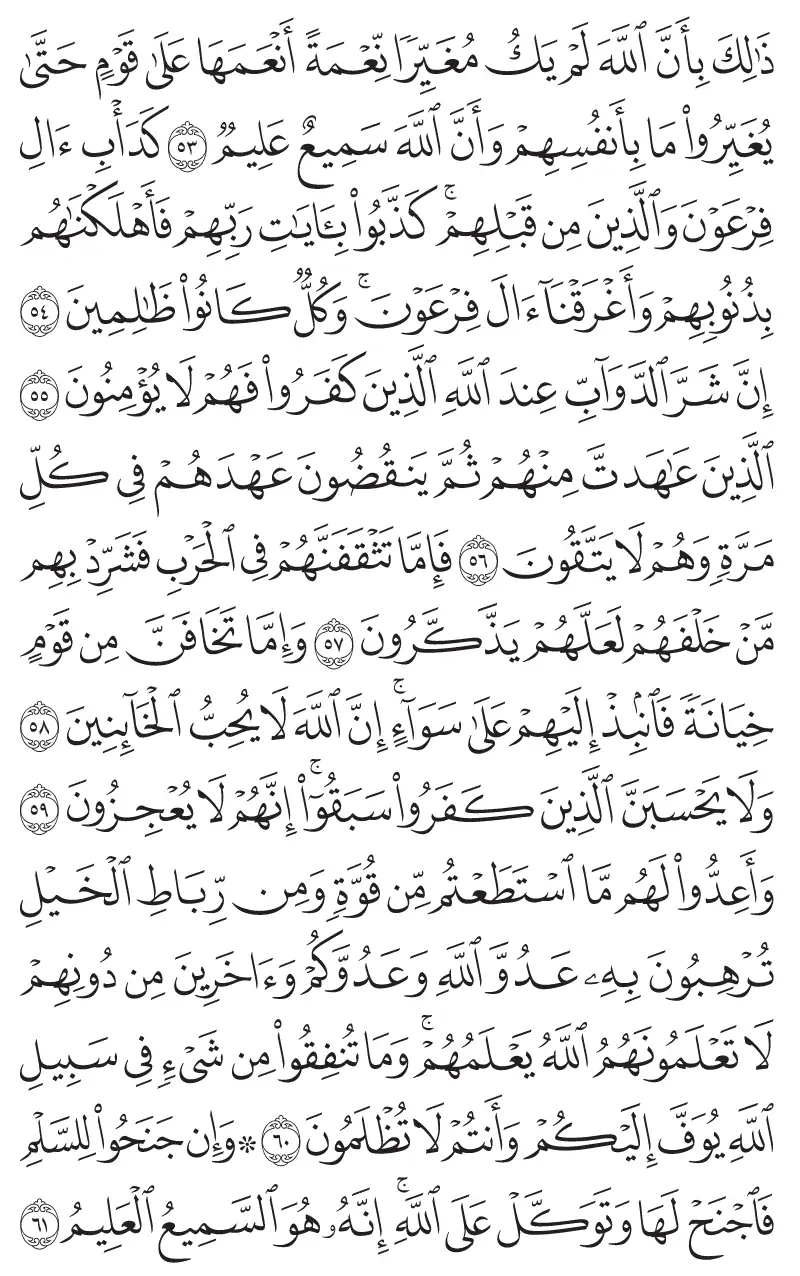 ذَٰلِكَ بِأَنَّ ٱللَّهَ لَمْ يَكُ مُغَيِّرًا نِّعْمَةً أَنْعَمَهَا عَلَىٰ قَوْمٍ حَتَّىٰ
يُغَيِّرُوا۟ مَا بِأَنفُسِهِمْ وَأَنَّ ٱللَّهَ سَمِيعٌ عَلِيمٌ ٥٣ كَدَأْبِ ءَالِ
فِرْعَوْنَ وَٱلَّذِينَ مِن قَبْلِهِمْ ۚ كَذَّبُوا۟ بِـَٔايَـٰتِ رَبِّهِمْ فَأَهْلَكْنَـٰهُم
بِذُنُوبِهِمْ وَأَغْرَقْنَآ ءَالَ فِرْعَوْنَ ۚ وَكُلٌّ كَانُوا۟ ظَـٰلِمِينَ ٥٤
إِنَّ شَرَّ ٱلدَّوَآبِّ عِندَ ٱللَّهِ ٱلَّذِينَ كَفَرُوا۟ فَهُمْ لَا يُؤْمِنُونَ ٥٥
ٱلَّذِينَ عَـٰهَدتَّ مِنْهُمْ ثُمَّ يَنقُضُونَ عَهْدَهُمْ فِى كُلِّ
مَرَّةٍ وَهُمْ لَا يَتَّقُونَ ٥٦ فَإِمَّا تَثْقَفَنَّهُمْ فِى ٱلْحَرْبِ فَشَرِّدْ بِهِم
مَّنْ خَلْفَهُمْ لَعَلَّهُمْ يَذَّكَّرُونَ ٥٧ وَإِمَّا تَخَافَنَّ مِن قَوْمٍ
خِيَانَةً فَٱنۢبِذْ إِلَيْهِمْ عَلَىٰ سَوَآءٍ ۚ إِنَّ ٱللَّهَ لَا يُحِبُّ ٱلْخَآئِنِينَ ٥٨
وَلَا يَحْسَبَنَّ ٱلَّذِينَ كَفَرُوا۟ سَبَقُوٓا۟ ۚ إِنَّهُمْ لَا يُعْجِزُونَ ٥٩
وَأَعِدُّوا۟ لَهُم مَّا ٱسْتَطَعْتُم مِّن قُوَّةٍ وَمِن رِّبَاطِ ٱلْخَيْلِ
تُرْهِبُونَ بِهِۦ عَدُوَّ ٱللَّهِ وَعَدُوَّكُمْ وَءَاخَرِينَ مِن دُونِهِمْ
لَا تَعْلَمُونَهُمُ ٱللَّهُ يَعْلَمُهُمْ ۚ وَمَا تُنفِقُوا۟ مِن شَىْءٍ فِى سَبِيلِ
ٱللَّهِ يُوَفَّ إِلَيْكُمْ وَأَنتُمْ لَا تُظْلَمُونَ ٦٠ * وَإِن جَنَحُوا۟ لِلسَّلْمِ
فَٱجْنَحْ لَهَا وَتَوَكَّلْ عَلَى ٱللَّهِ ۚ إِنَّهُۥ هُوَ ٱلسَّمِيعُ ٱلْعَلِيمُ ٦١